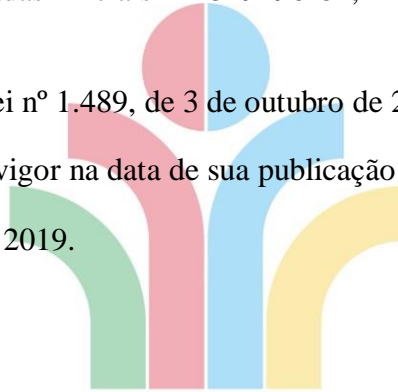 ei nº 1.489, de 3 de outubro de 2
vigor na data de sua publicação
2019.